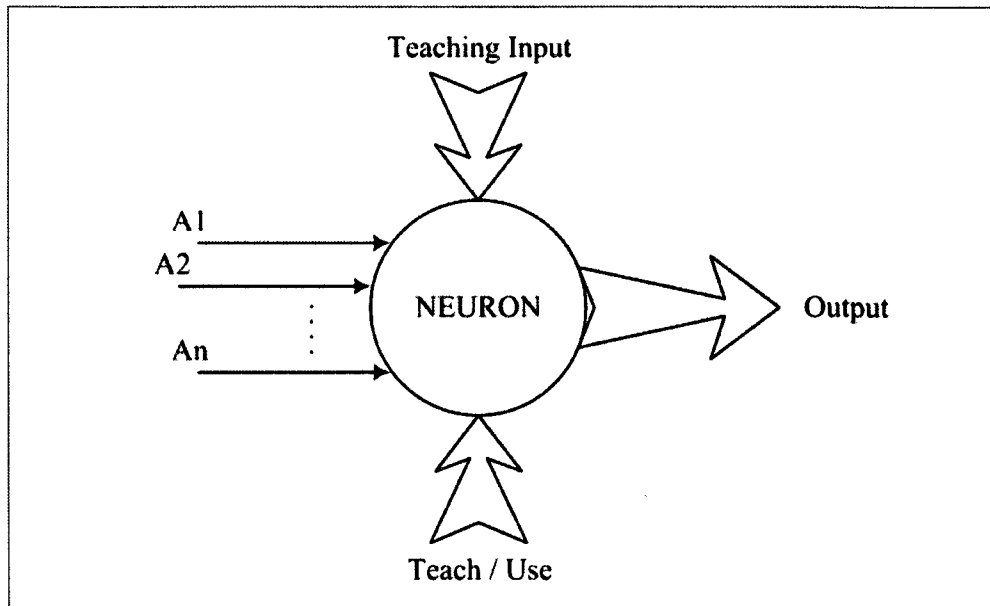 Teaching Input
A1
A2
An
NEURON
Output
Teach / Use